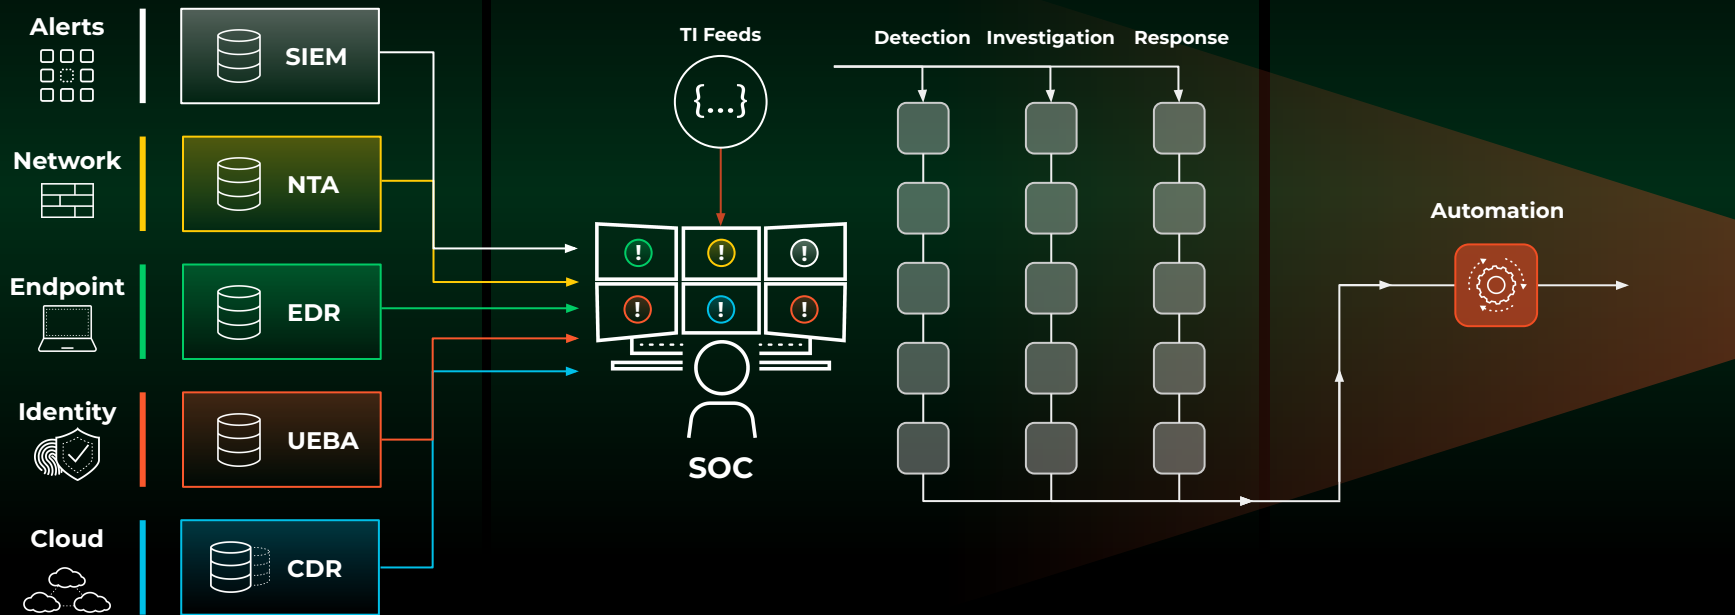 Alerts
SIEM
Network
NTA
Endpoint
EDR
Identity
UEBA
Cloud
CDR
TI Feeds
{...}
! ! !
! ! !
SOC
Detection Investigation Response
Automation